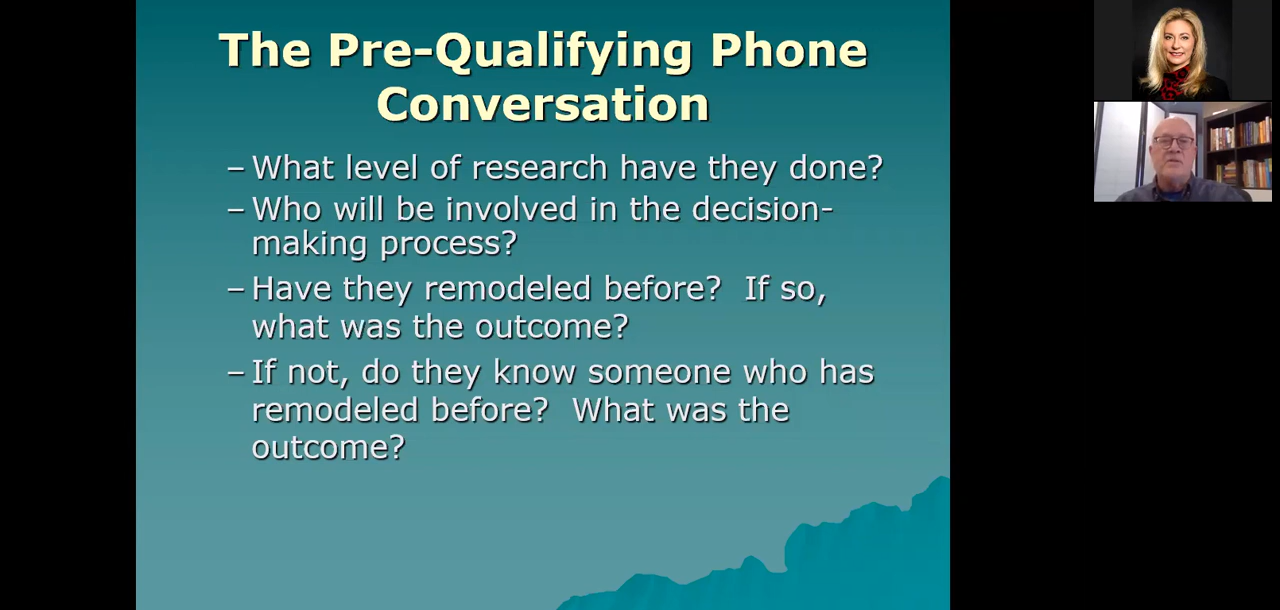 The Pre-Qualifying Phone
Conversation
– What level of research have they done?
– Who will be involved in the decision-
making process?
– Have they remodeled before?  If so,
what was the outcome?
– If not, do they know someone who has
remodeled before?  What was the
outcome?